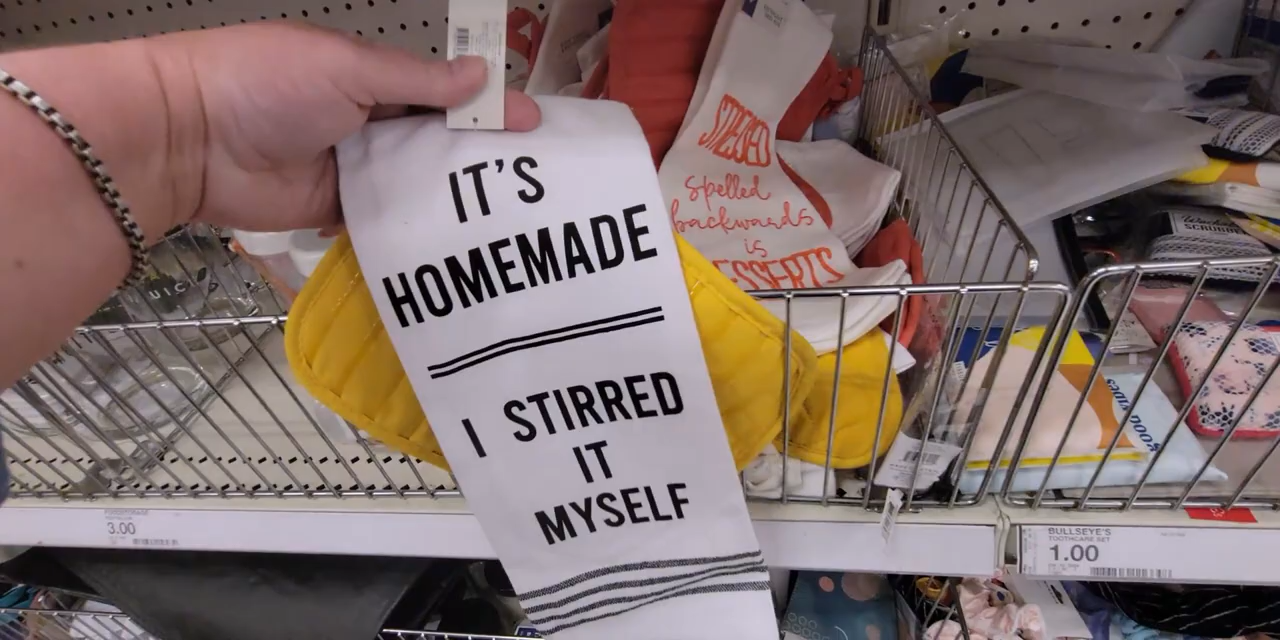 IT'S
HOMEMADE
I STIRRED
IT
MYSELF
STRESSED
spelled
backwards
is
DESSERTS
3.00
BULLSEYE'S
TOOTHCARE SET
1.00